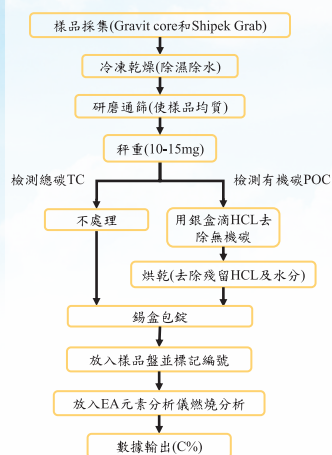 樣品採集(Gravit core和Shipek Grab)
冷凍乾燥(除濕除水)
研磨通篩(使樣品均質)
秤重(10-15mg)
檢測總碳TC
檢測有機碳POC
不處理
用銀盒滴HCL去
除無機碳
烘乾(去除殘留HCL及水分)
錫盒包錠
放入樣品盤並標記編號
放入EA元素分析儀燃燒分析
數據輸出(C%)